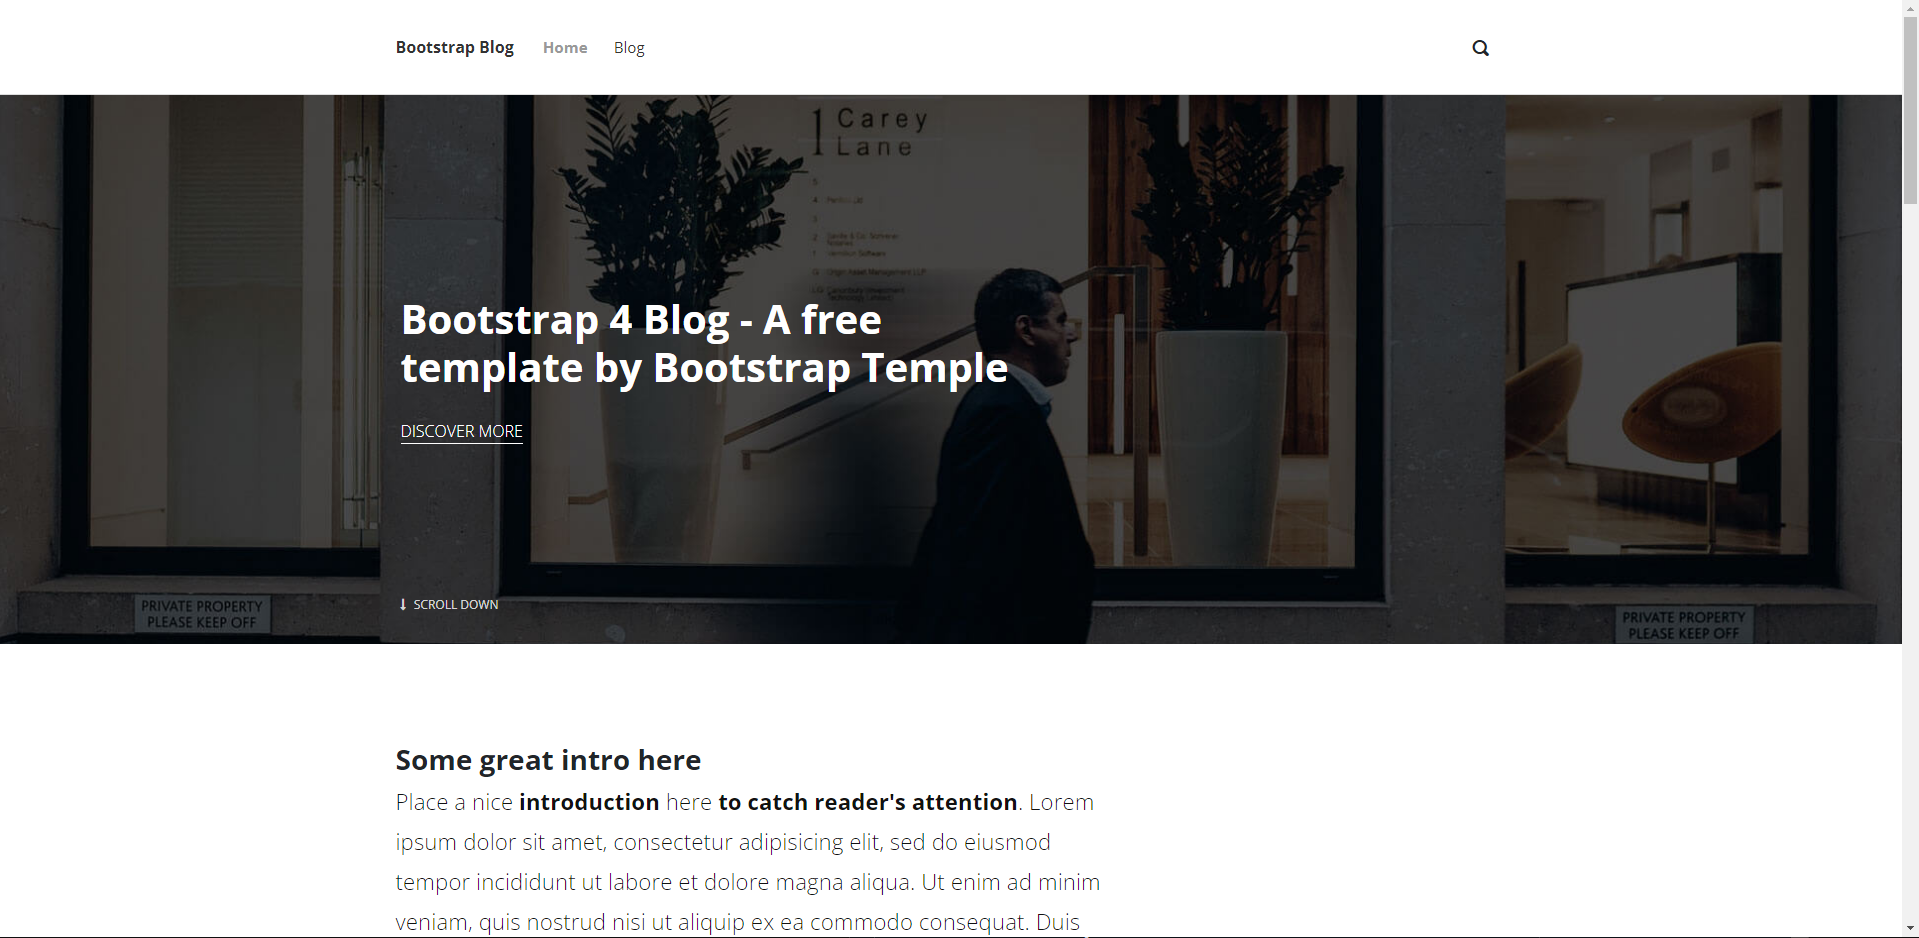 Bootstrap Blog Home Blog
1 Carey
Lane
Bootstrap 4 Blog - A free
template by Bootstrap Temple
DISCOVER MORE
SCROLL DOWN
PRIVATE PROPERTY
PLEASE KEEP OFF
PRIVATE PROPERTY
PLEASE KEEP OFF
Some great intro here
Place a nice introduction here to catch reader's attention. Lorem
ipsum dolor sit amet, consectetur adipisicing elit, sed do eiusmod
tempor incididunt ut labore et dolore magna aliqua. Ut enim ad minim
veniam, quis nostrud nisi ut aliquip ex ea commodo consequat. Duis